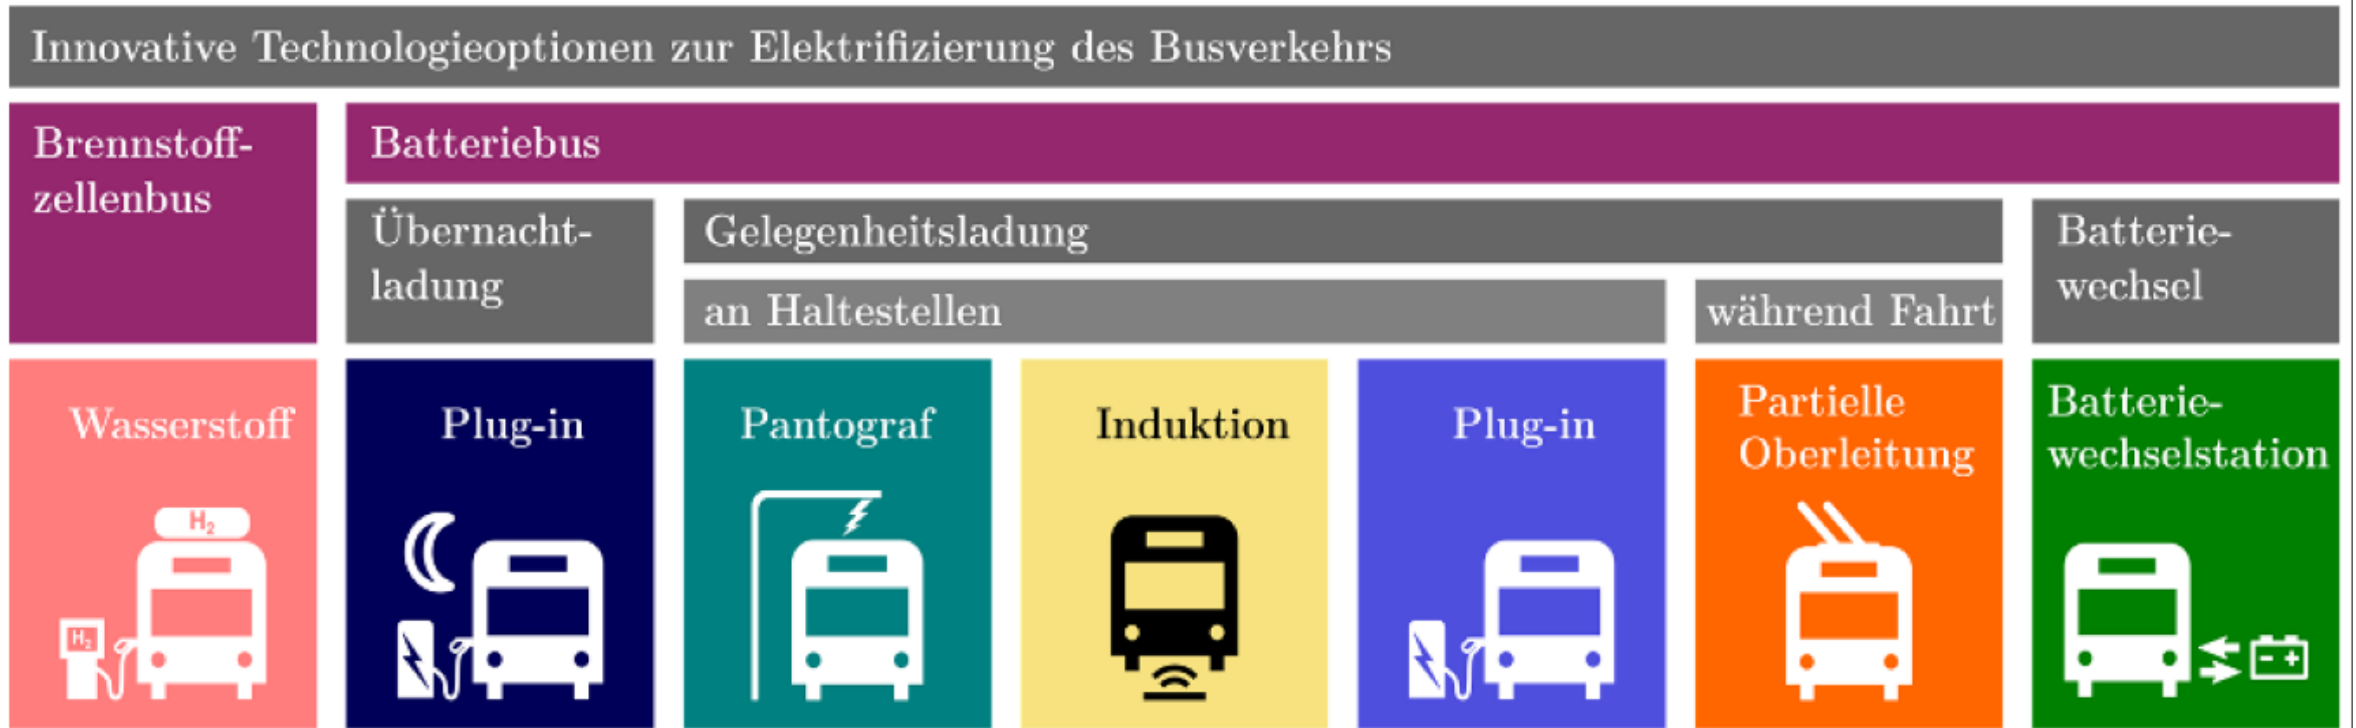 Innovative Technologieoptionen zur Elektrifizierung des Busverkehrs
Brennstoff-
zellenbus
Batteriebus
Übernacht-
ladung
Gelegenheitsladung
an Haltestellen
während Fahrt
Batterie-
wechsel
Wasserstoff
H₂
H₂
Plug-in
Pantograf
Induktion
Plug-in
Partielle
Oberleitung
Batterie-
wechselstation
- +